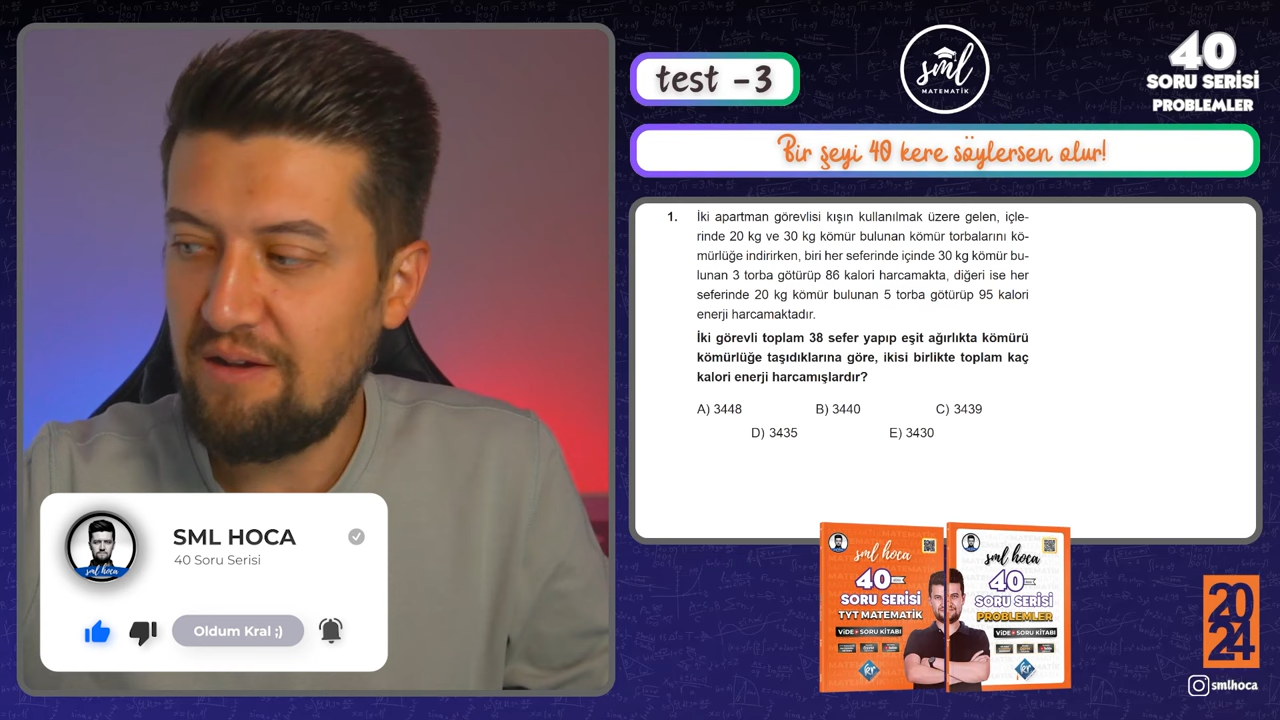 test -3
sml
MATEMATİK
40
SORU SERİSİ
PROBLEMLER
Bir şeyi 40 kere söylersen olur!
1. İki apartman görevlisi kışın kullanılmak üzere gelen, içle-
rinde 20 kg ve 30 kg kömür bulunan kömür torbalarını kö-
mürlüğe indirirken, biri her seferinde içinde 30 kg kömür bu-
lunan 3 torba götürüp 86 kalori harcamakta, diğeri ise her
seferinde 20 kg kömür bulunan 5 torba götürüp 95 kalori
enerji harcamaktadır.
İki görevli toplam 38 sefer yapıp eşit ağırlıkta kömürü
kömürlüğe taşıdıklarına göre, ikisi birlikte toplam kaç
kalori enerji harcamışlardır?
A) 3448 B) 3440 C) 3439
D) 3435 E) 3430
SML HOCA
40 Soru Serisi
sml hoca
Oldum Kral ;)
sml hoca
40
SORU SERİSİ
TYT MATEMATİK
VİDEO SORU KİTABI
kr
sml hoca
40
SORU SERİSİ
PROBLEMLER
VİDEO SORU KİTABI
kr
2024
smlhoca